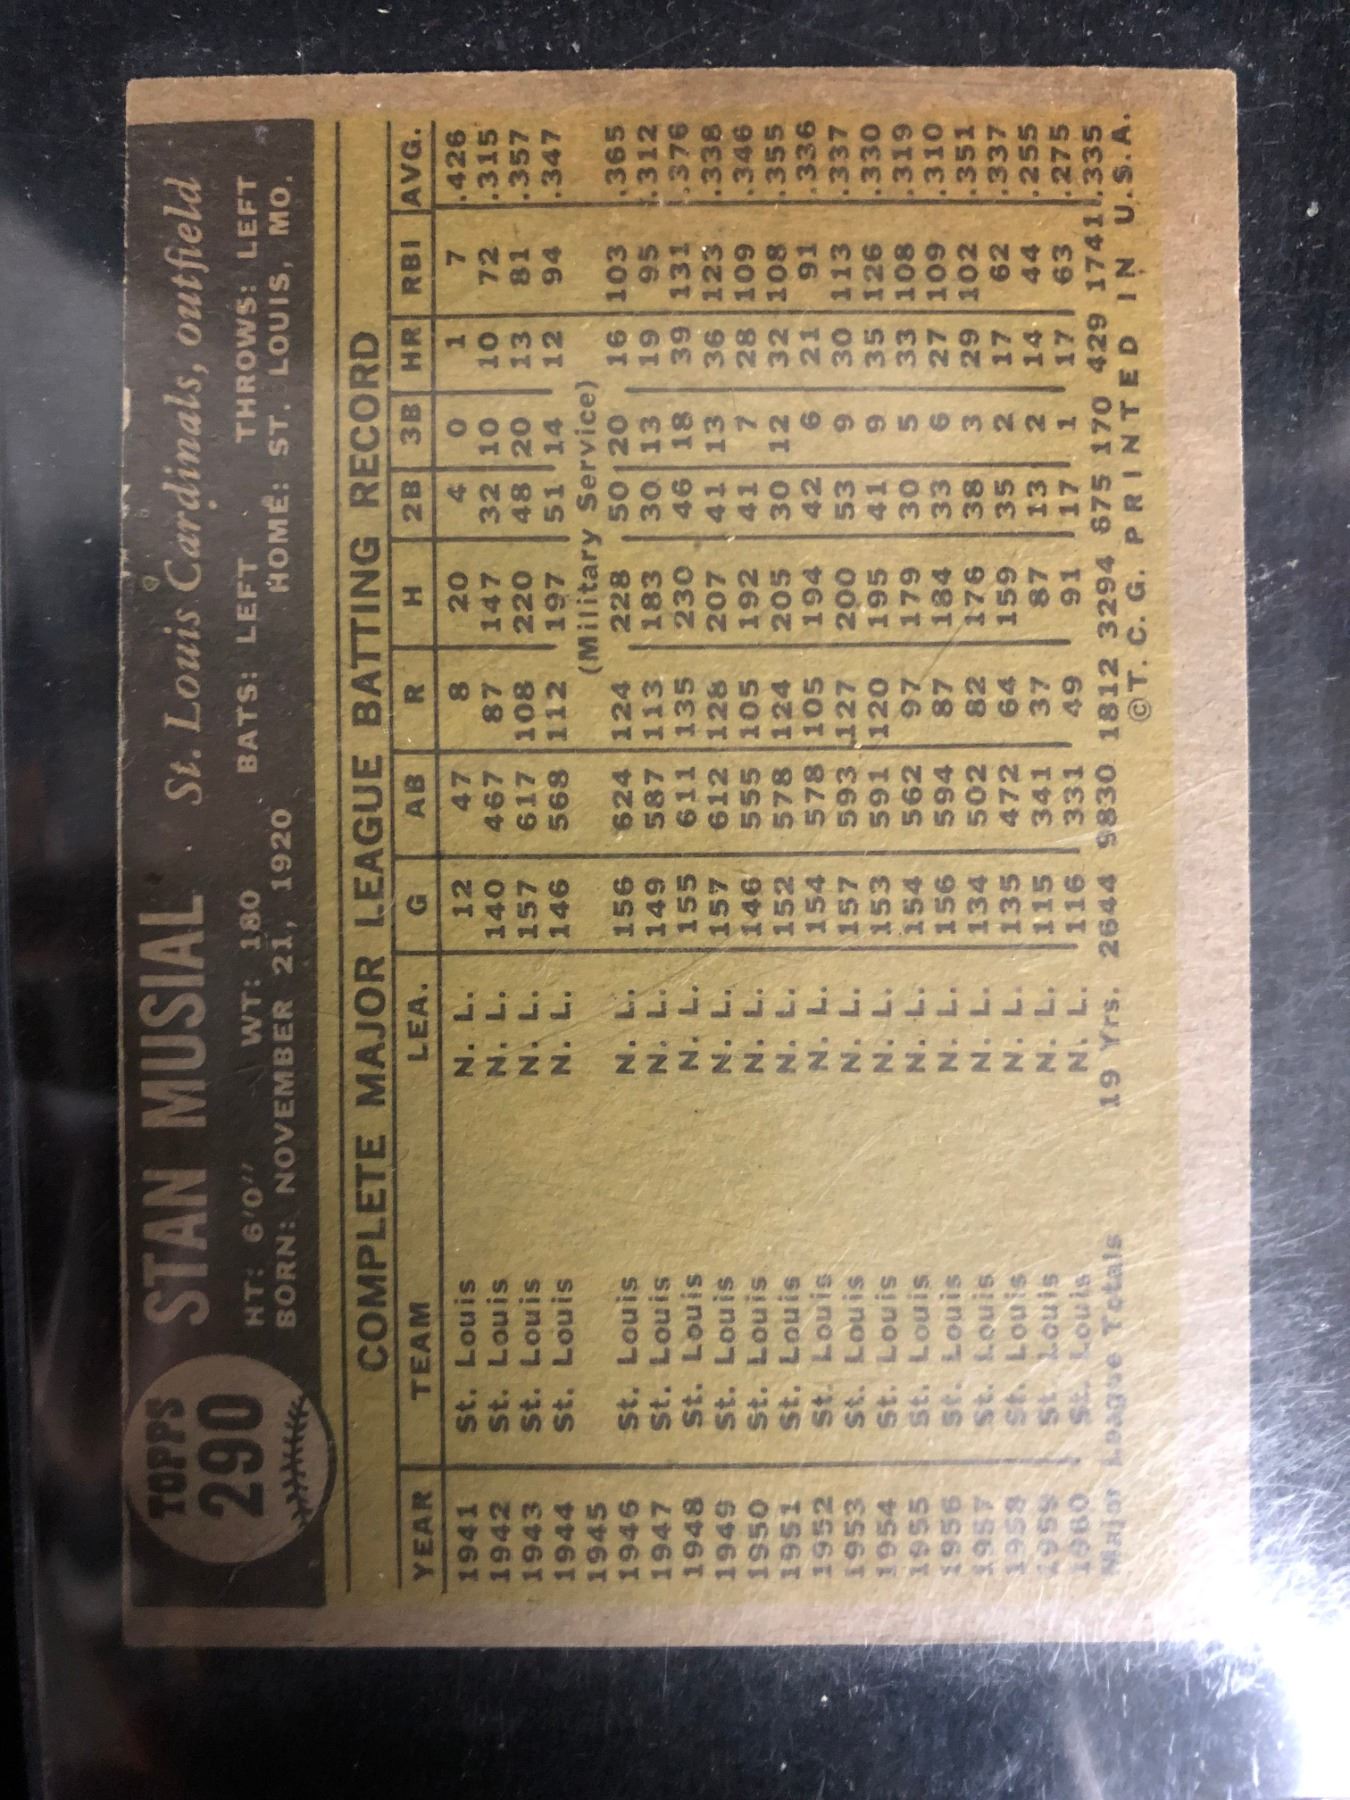 TOPPS
290
STAN MUSIAL St. Louis Cardinals, outfield
HT: 6'0" WT: 180 BATS: LEFT THROWS: LEFT
BORN: NOVEMBER 21, 1920 HOME: ST. LOUIS, MO.
COMPLETE MAJOR LEAGUE BATTING RECORD
YEAR TEAM LEA. G AB R H 2B 3B HR RBI AVG.
1941 St. Louis N. L. 12 47 8 20 4 0 1 7 .426
1942 St. Louis N. L. 140 467 87 147 32 10 10 72 .315
1943 St. Louis N. L. 157 617 108 220 48 20 13 81 .357
1944 St. Louis N. L. 146 568 112 197 51 14 12 94 .347
1945 (Military Service)
1946 St. Louis N. L. 156 624 124 228 50 20 16 103 .365
1947 St. Louis N. L. 149 587 113 183 30 13 19 95 .312
1948 St. Louis N. L. 155 611 135 230 46 18 39 131 .376
1949 St. Louis N. L. 157 612 128 207 41 13 36 123 .338
1950 St. Louis N. L. 146 555 105 192 41 7 28 109 .346
1951 St. Louis N. L. 152 578 124 205 30 12 32 108 .355
1952 St. Louis N. L. 154 578 105 194 42 6 21 91 .336
1953 St. Louis N. L. 157 593 127 200 53 9 30 113 .337
1954 St. Louis N. L. 153 591 120 195 41 9 35 126 .330
1955 St. Louis N. L. 154 562 97 179 30 5 33 108 .319
1956 St. Louis N. L. 156 594 87 184 33 6 27 109 .310
1957 St. Louis N. L. 134 502 82 176 38 3 29 102 .351
1958 St. Louis N. L. 135 472 64 159 35 2 17 62 .337
1959 St. Louis N. L. 115 341 37 87 13 2 14 44 .255
1960 St. Louis N. L. 116 331 49 91 17 1 17 63 .275
Major League Totals 19 Yrs. 2644 9830 1812 3294 675 170 429 1741 .335
©T. C. G. PRINTED IN U.S.A.